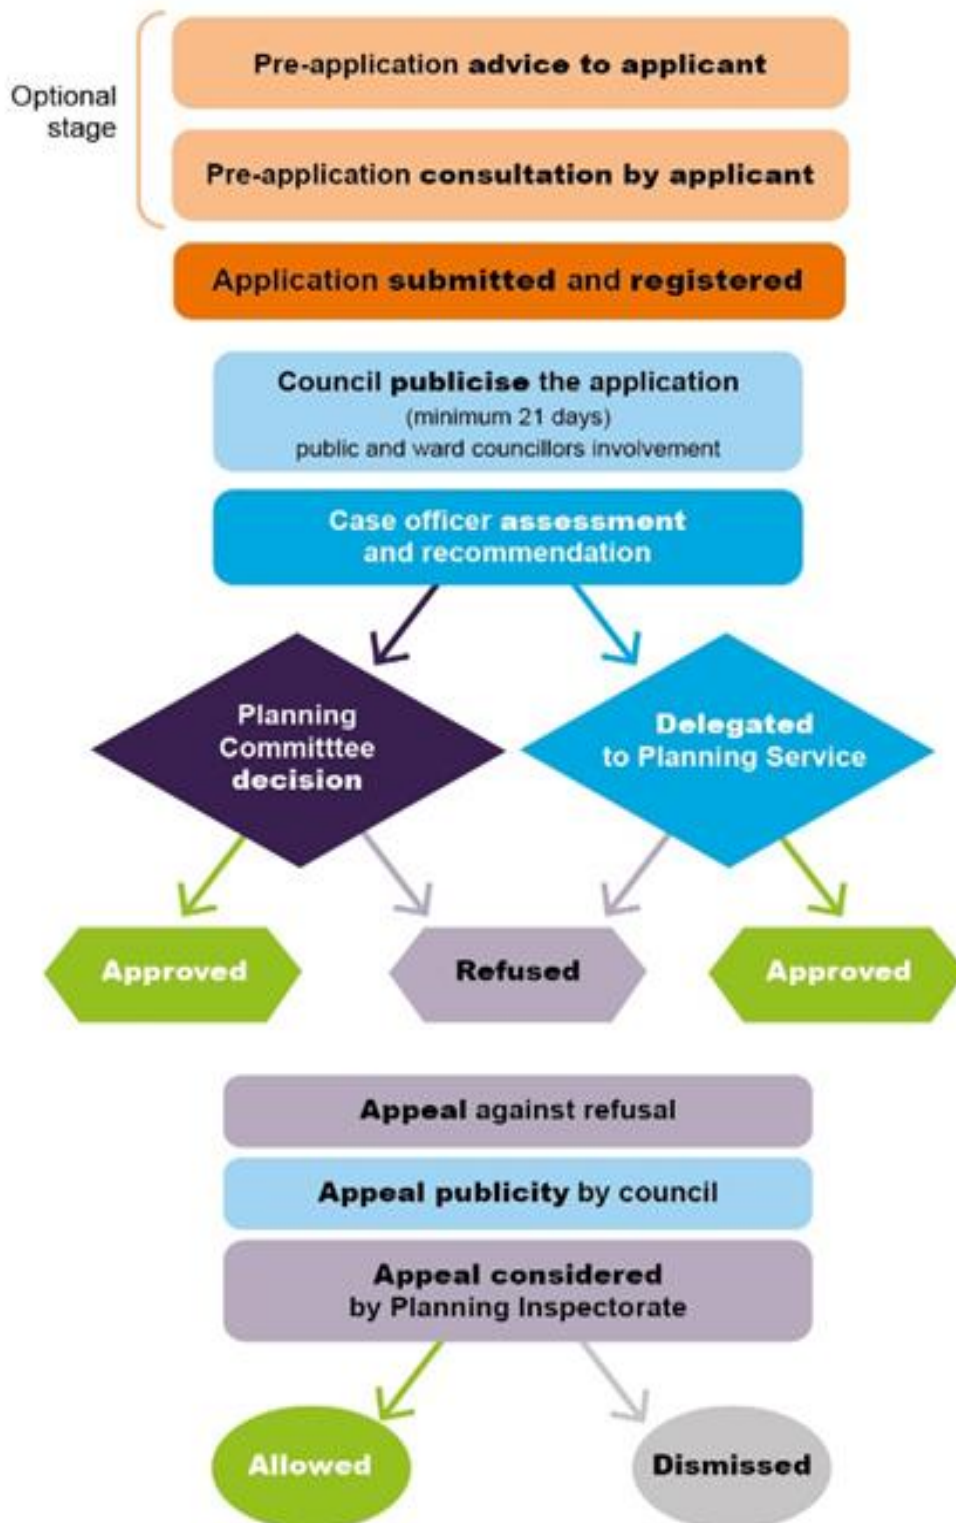 Optional
stage
Pre-application advice to applicant
Pre-application consultation by applicant
Application submitted and registered
Council publicise the application
(minimum 21 days)
public and ward councillors involvement
Case officer assessment
and recommendation
Planning
Committtee
decision
Delegated
to Planning Service
Approved
Refused
Approved
Appeal against refusal
Appeal publicity by council
Appeal considered
by Planning Inspectorate
Allowed
Dismissed